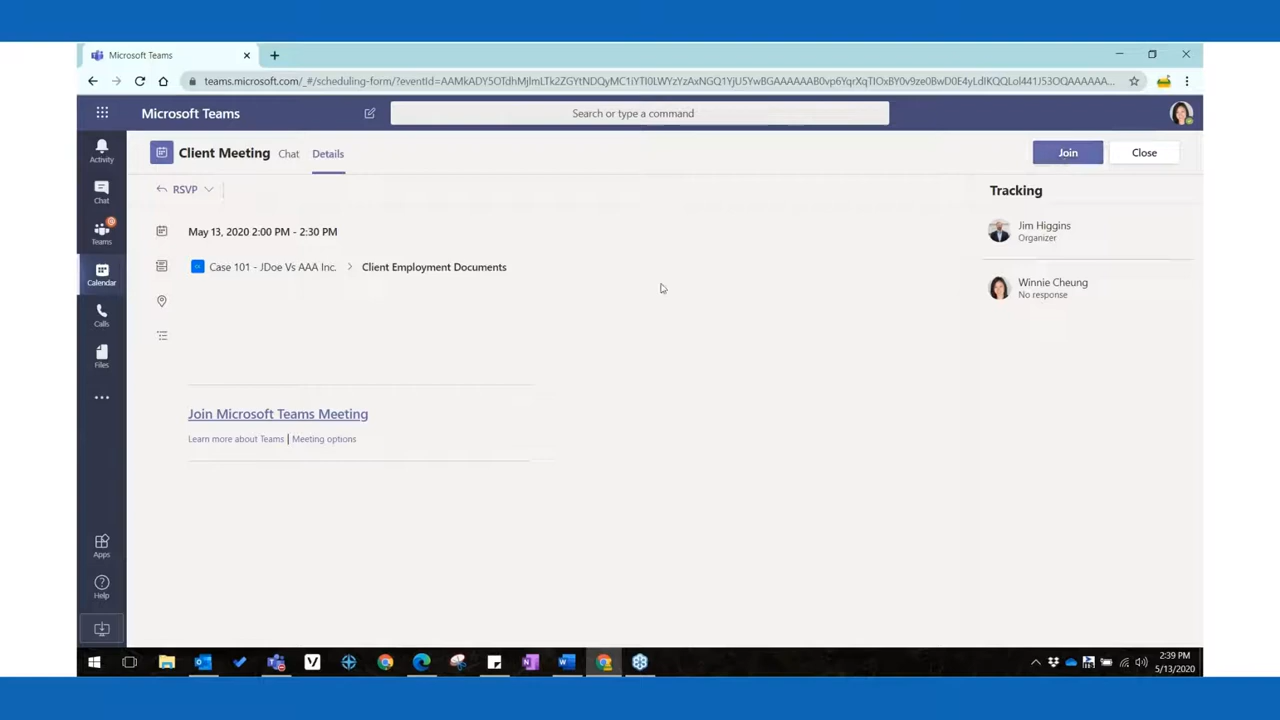 Microsoft Teams
teams.microsoft.com/_#/scheduling-form/?eventId=
Microsoft Teams
Search or type a command
Activity
Chat
Teams
Calendar
Calls
Files
Apps
Help
Client Meeting Chat Details
Join Close
RSVP
May 13, 2020 2:00 PM - 2:30 PM
Case 101 - JDoe Vs AAA Inc. > Client Employment Documents
Join Microsoft Teams Meeting
Learn more about Teams | Meeting options
Tracking
Jim Higgins
Organizer
Winnie Cheung
No response
2:39 PM
5/13/2020